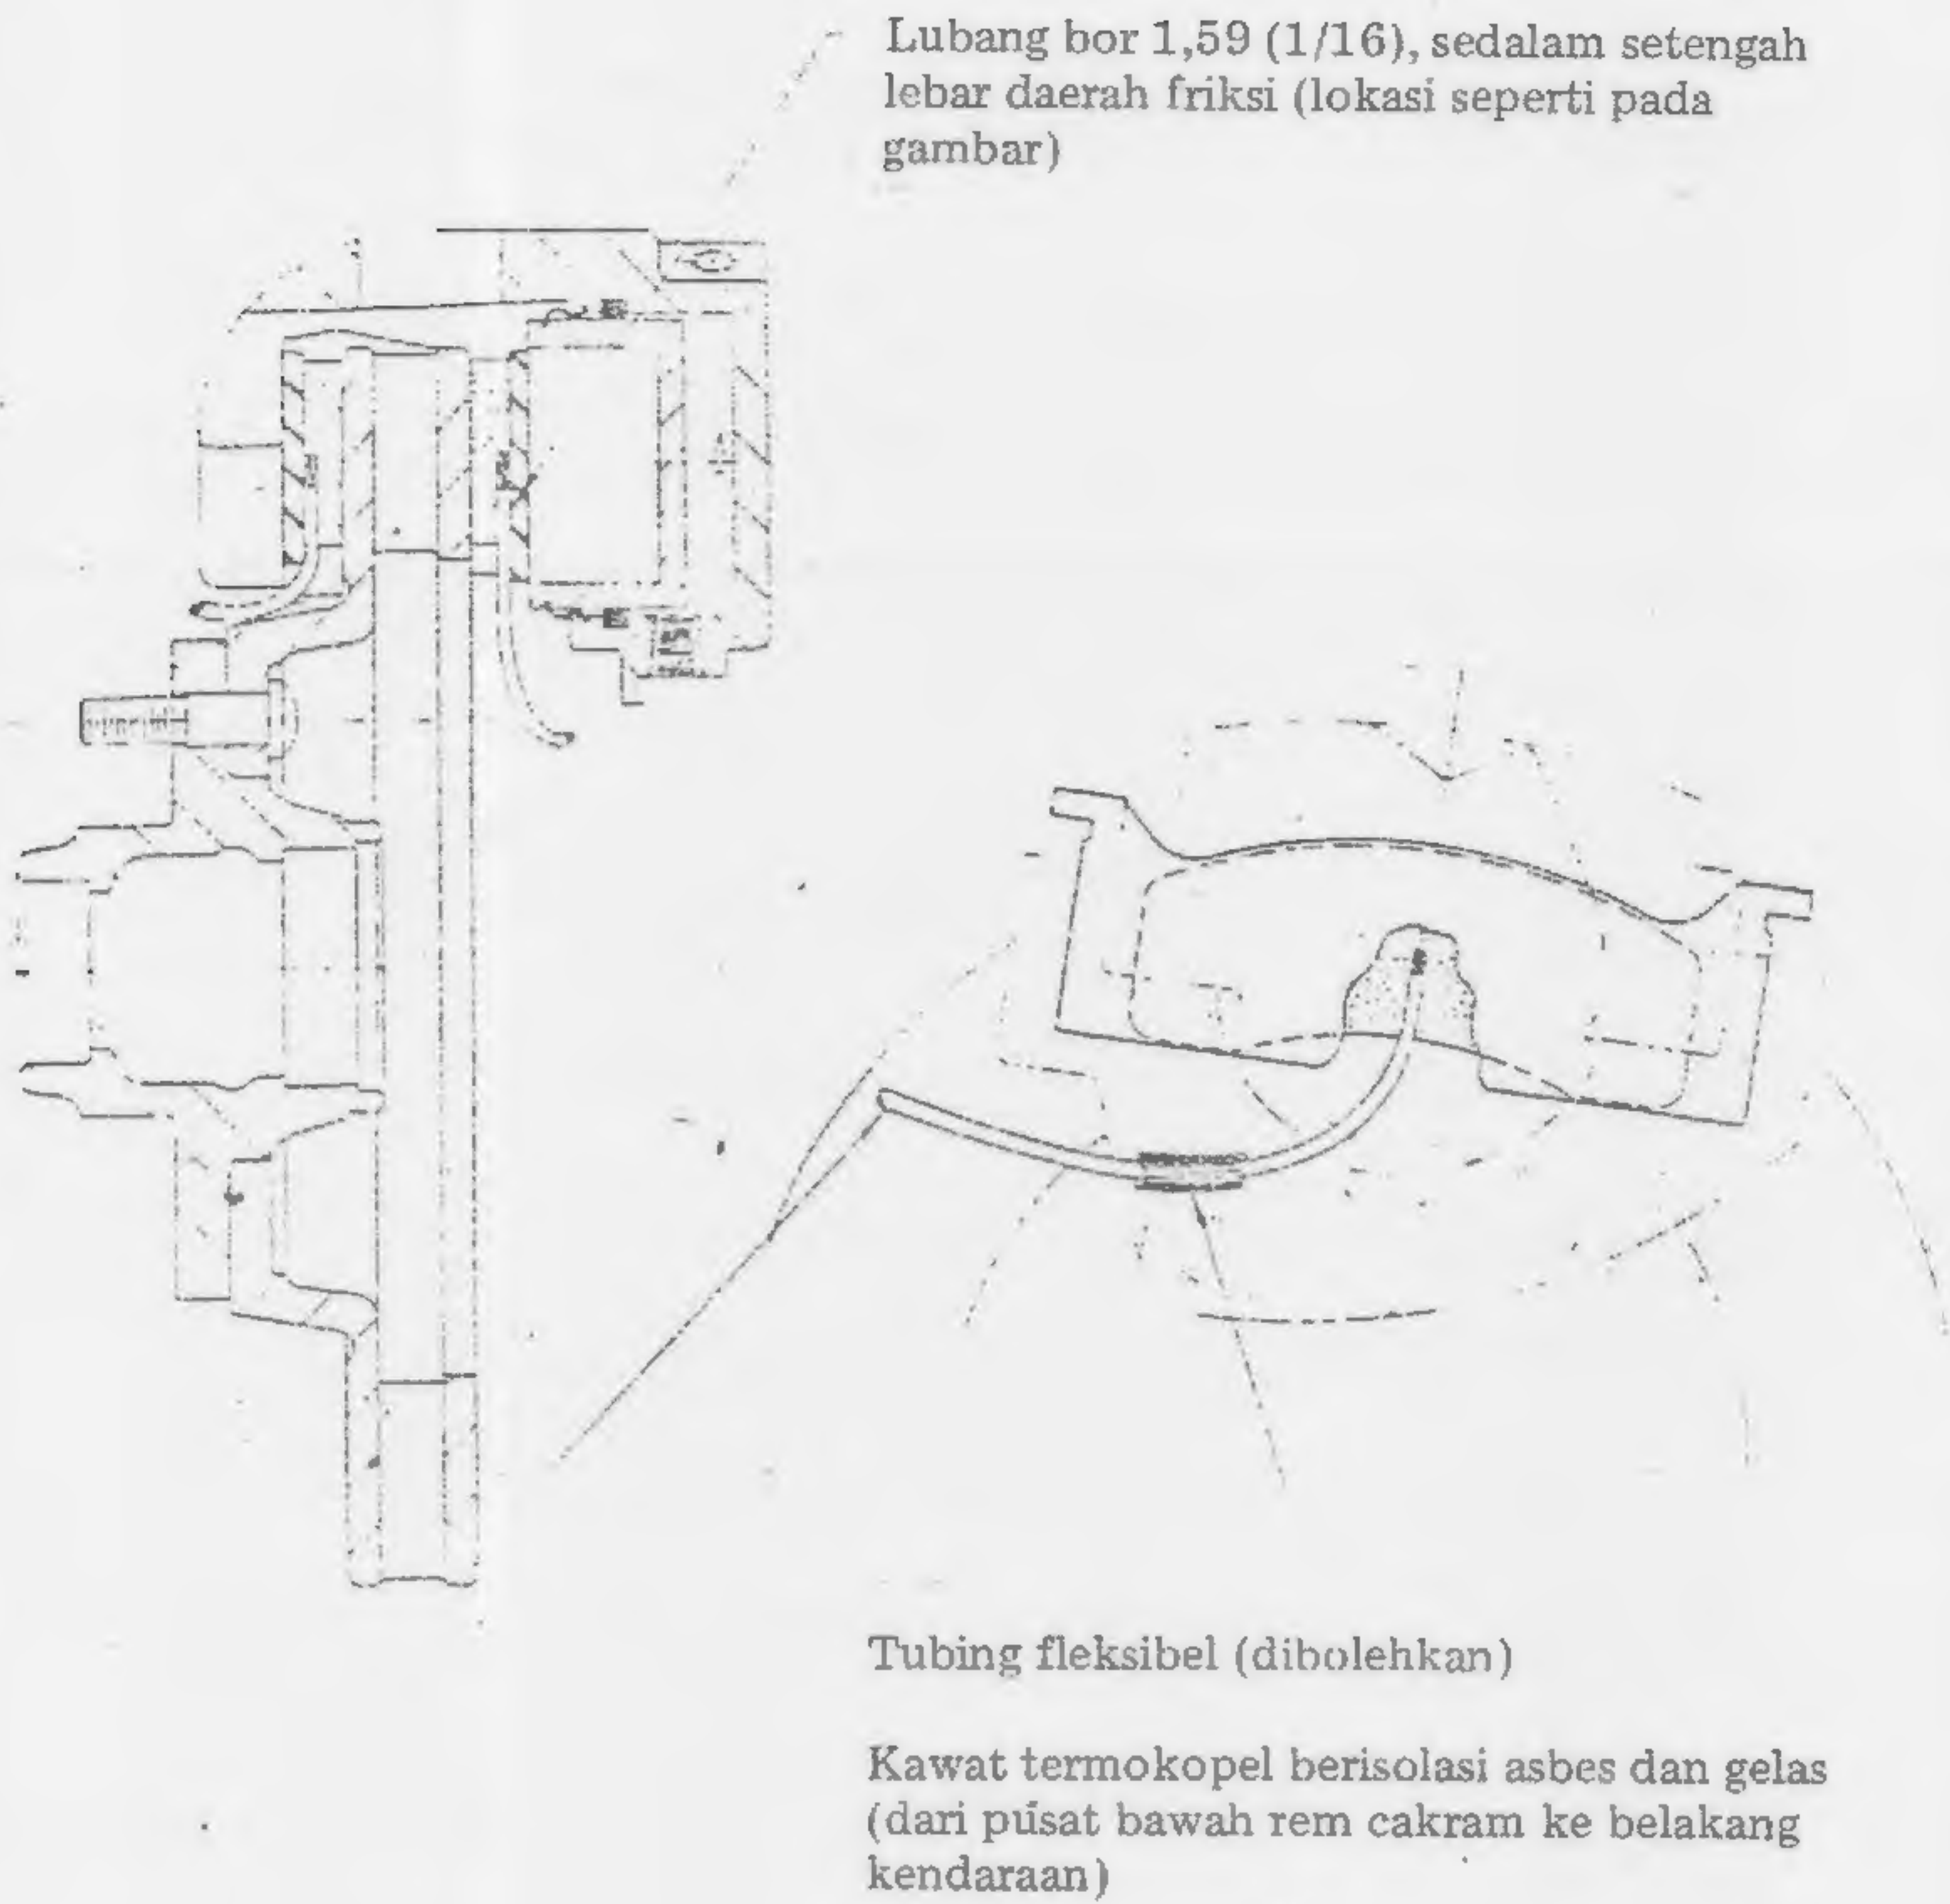 Lubang bor 1,59 (1/16), sedalam setengah
lebar daerah friksi (lokasi seperti pada
gambar)
Tubing fleksibel (dibolehkan)
Kawat termokopel berisolasi asbes dan gelas
(dari pusat bawah rem cakram ke belakang
kendaraan)